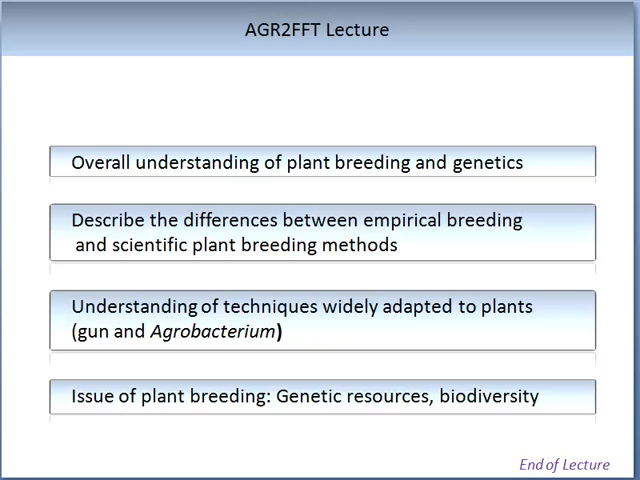 AGR2FFT Lecture
Overall understanding of plant breeding and genetics
Describe the differences between empirical breeding
and scientific plant breeding methods
Understanding of techniques widely adapted to plants
(gun and Agrobacterium)
Issue of plant breeding: Genetic resources, biodiversity
End of Lecture